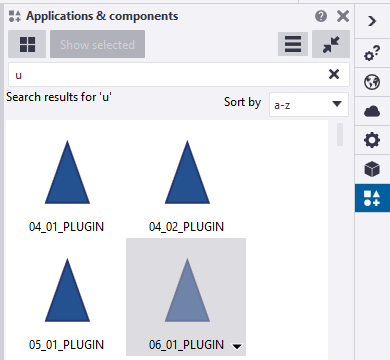 Applications & components
Show selected
u
Search results for 'u'
Sort by a-z
04_01_PLUGIN 04_02_PLUGIN
05_01_PLUGIN 06_01_PLUGIN